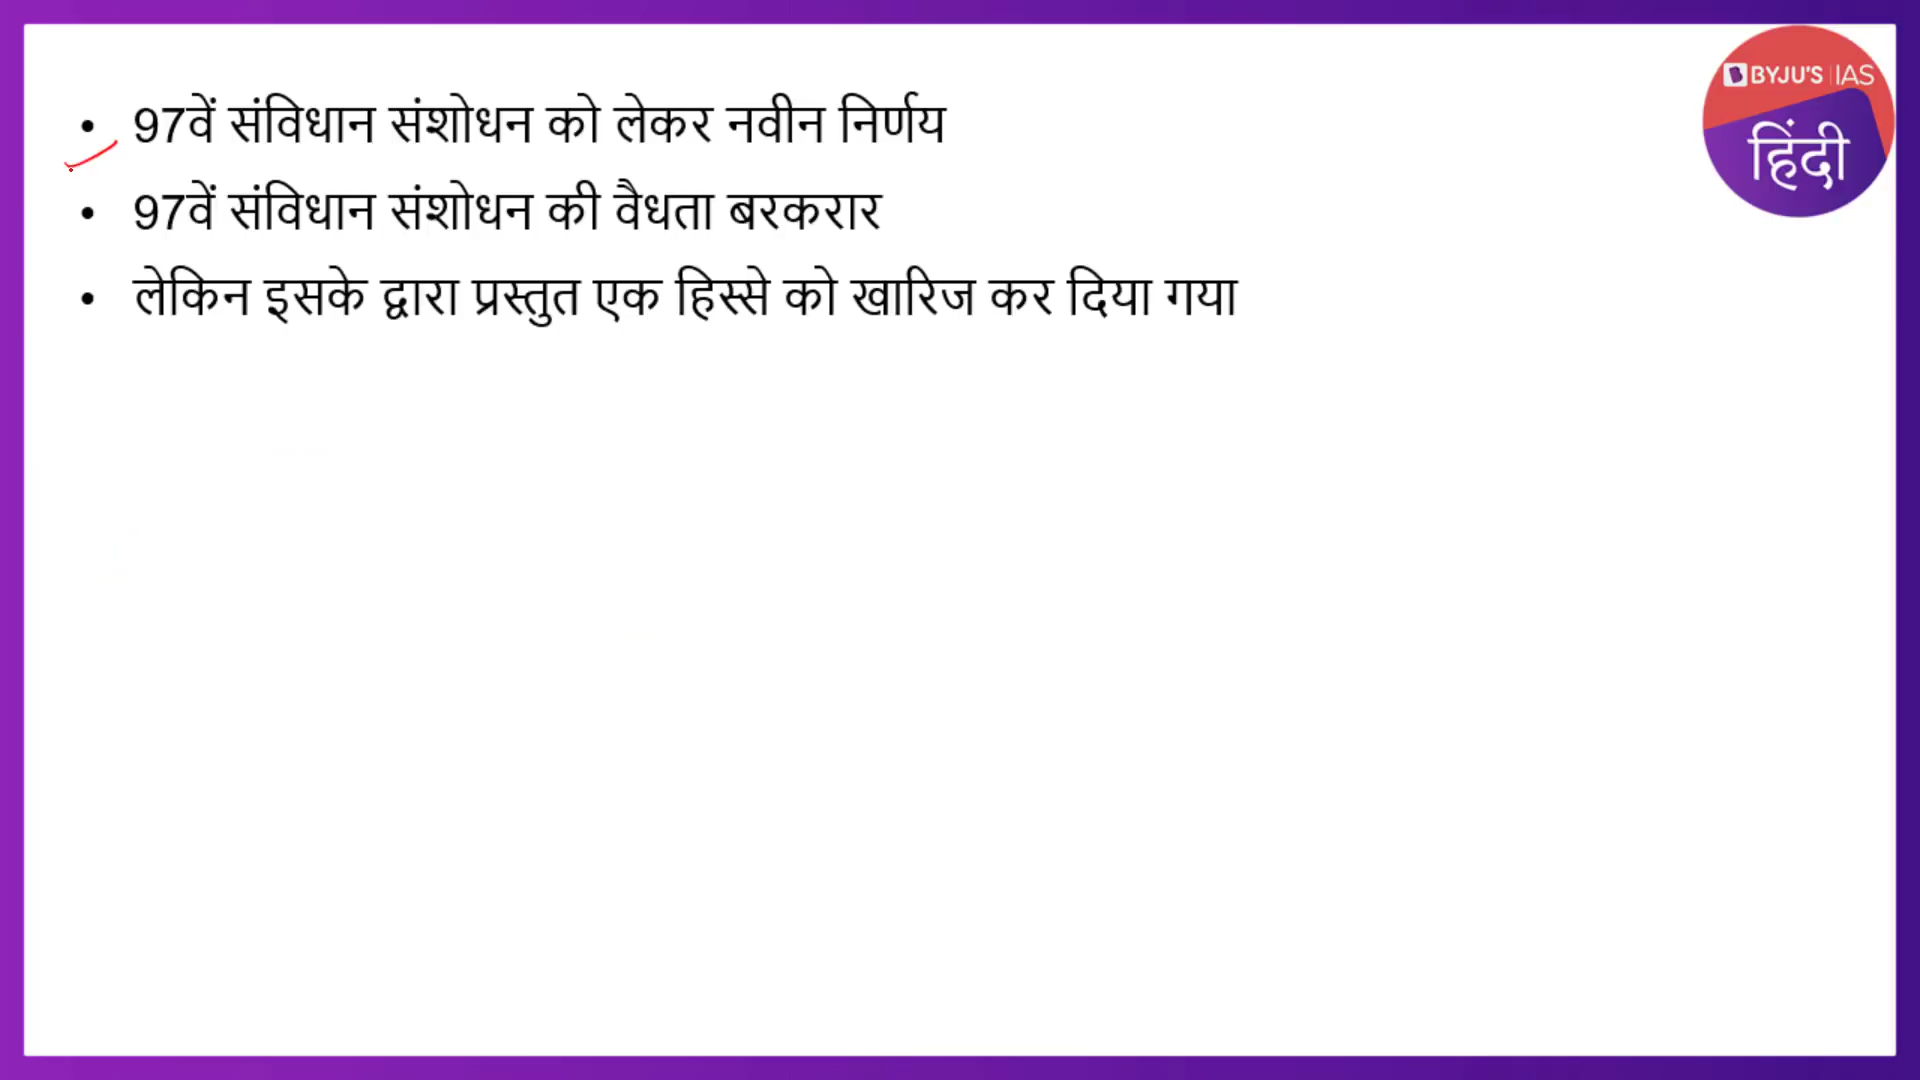 BYJU'S IAS
हिंदी
• 97वें संविधान संशोधन को लेकर नवीन निर्णय
• 97वें संविधान संशोधन की वैधता बरकरार
• लेकिन इसके द्वारा प्रस्तुत एक हिस्से को खारिज कर दिया गया